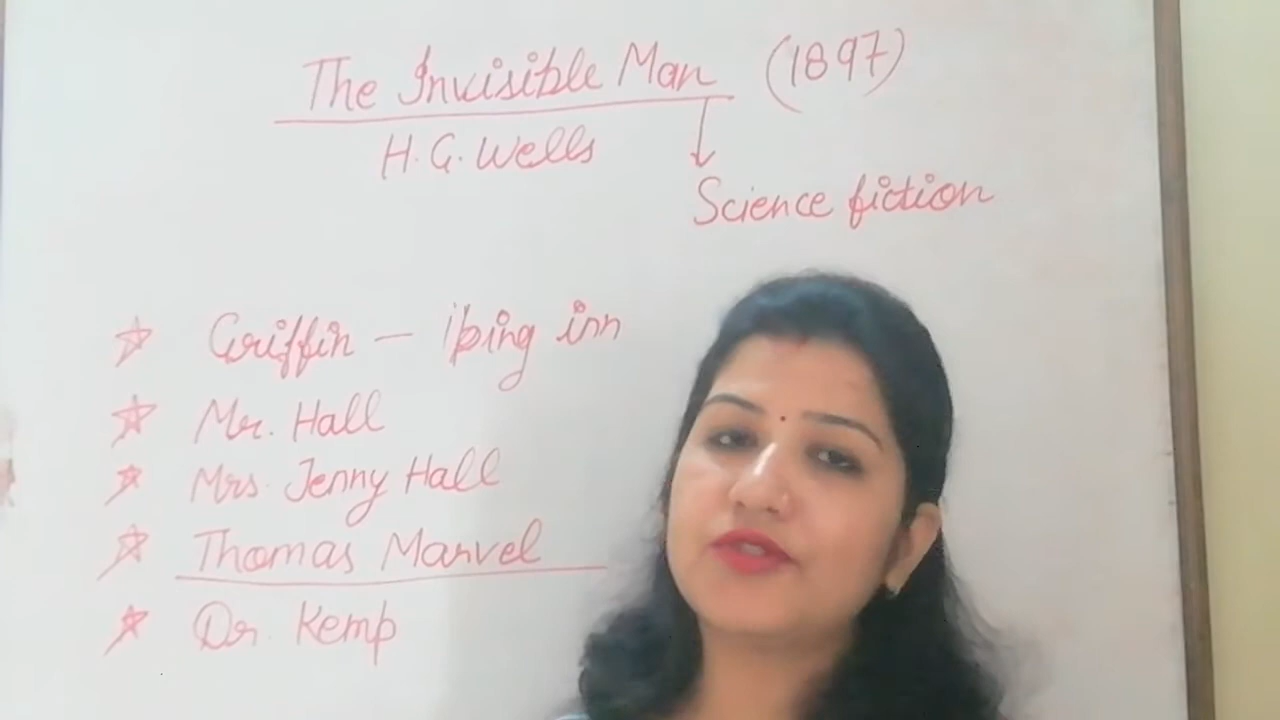 The Invisible Man (1897)
H. G. Wells
Science fiction
Griffin – Iping inn
Mr. Hall
Mrs. Jenny Hall
Thomas Marvel
Dr. Kemp